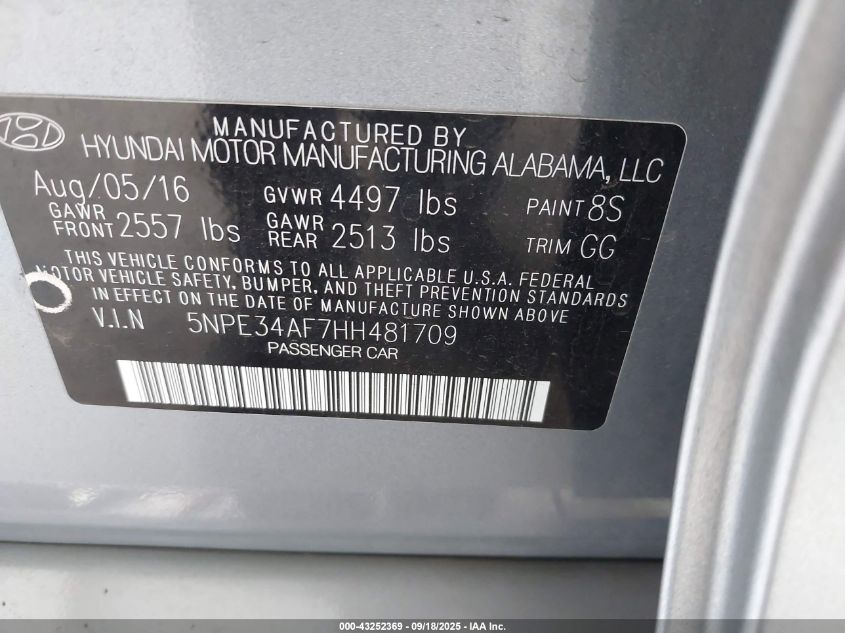 MANUFACTURED BY
HYUNDAI MOTOR MANUFACTURING ALABAMA, LLC
Aug/05/16 GVWR 4497 lbs PAINT 8S
GAWR FRONT 2557 lbs GAWR REAR 2513 lbs TRIM GG
THIS VEHICLE CONFORMS TO ALL APPLICABLE U.S.A. FEDERAL
MOTOR VEHICLE SAFETY, BUMPER, AND THEFT PREVENTION STANDARDS
IN EFFECT ON THE DATE OF MANUFACTURE SHOWN ABOVE
V.I.N 5NPE34AF7HH481709
PASSENGER CAR
000-43252369 - 09/18/2025 - IAA Inc.